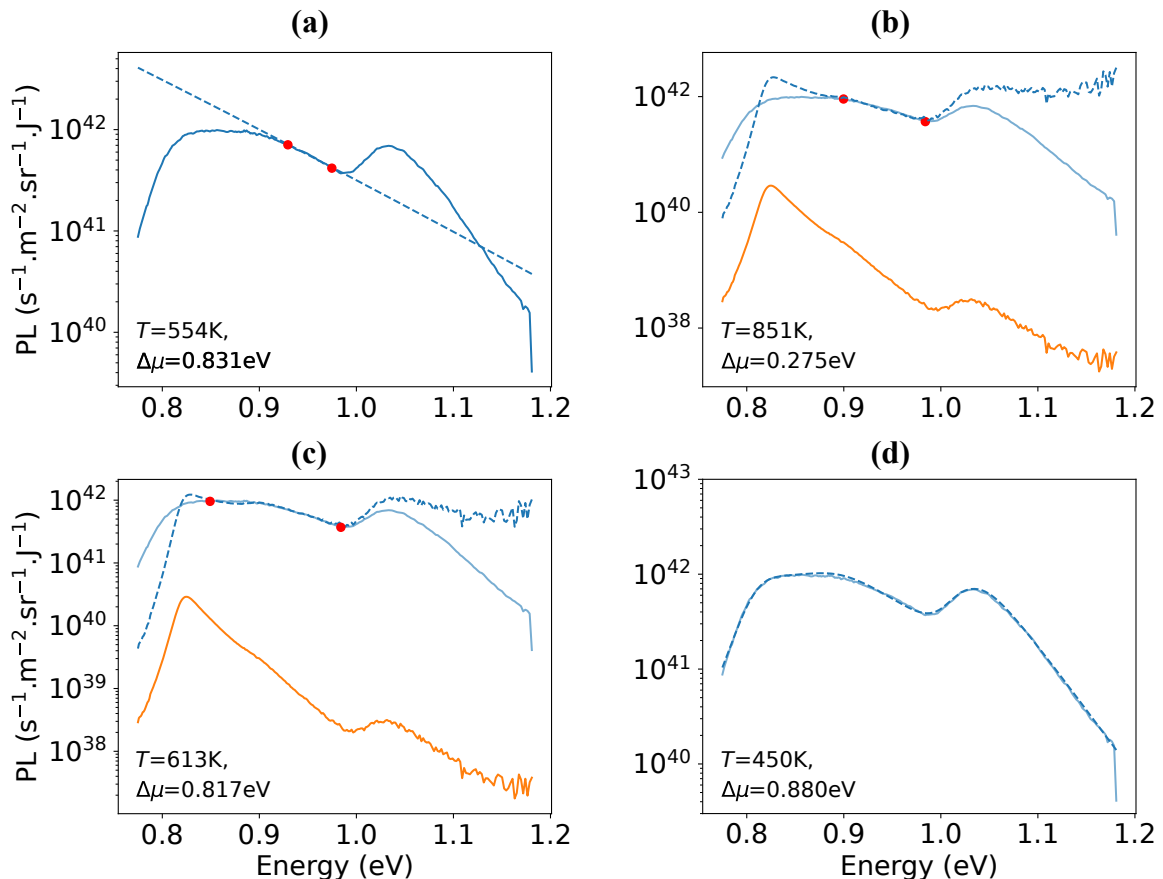 (a)
(b)
PL (s⁻¹.m⁻².sr⁻¹.J⁻¹)
10⁴²
10⁴¹
10⁴⁰
T=554K,
Δμ=0.831eV
0.8 0.9 1.0 1.1 1.2
10⁴²
10⁴⁰
10³⁸
T=851K,
Δμ=0.275eV
0.8 0.9 1.0 1.1 1.2
(c)
(d)
PL (s⁻¹.m⁻².sr⁻¹.J⁻¹)
10⁴²
10⁴¹
10⁴⁰
10³⁹
10³⁸
T=613K,
Δμ=0.817eV
0.8 0.9 1.0 1.1 1.2
Energy (eV)
10⁴³
10⁴²
10⁴¹
10⁴⁰
T=450K,
Δμ=0.880eV
0.8 0.9 1.0 1.1 1.2
Energy (eV)